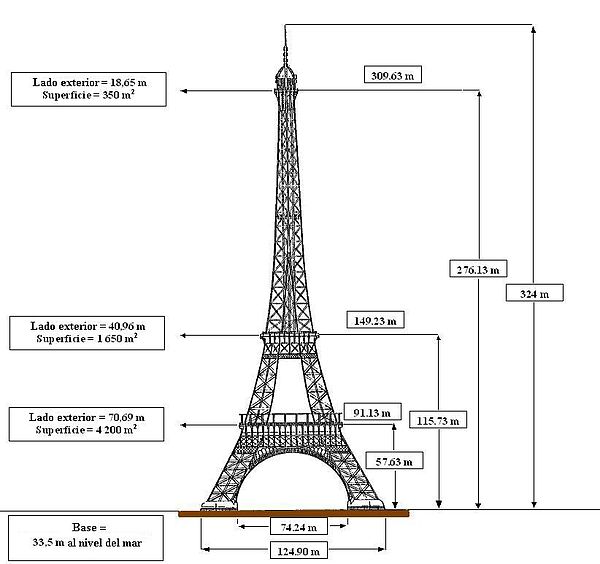 309.63 m
Lado exterior = 18,65 m
Superficie = 350 m²
276.13 m
324 m
149.23 m
Lado exterior = 40,96 m
Superficie = 1 650 m²
91.13 m
Lado exterior = 70,69 m
Superficie = 4 200 m²
115.73 m
57.63 m
Base =
33,5 m al nivel del mar
74.24 m
124.90 m